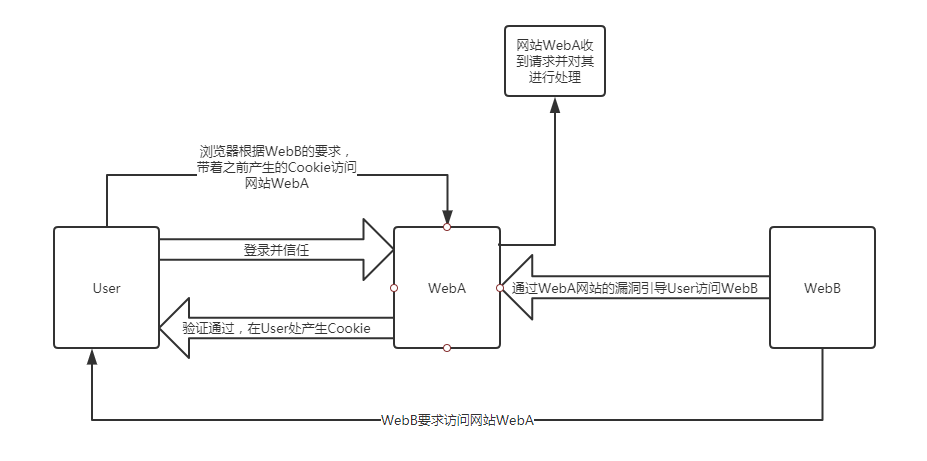 网站WebA收
到请求并对其
进行处理
浏览器根据WebB的要求，
带着之前产生的Cookie访问
网站WebA
登录并信任
User
WebA
通过WebA网站的漏洞引导User访问WebB
WebB
验证通过，在User处产生Cookie
WebB要求访问网站WebA